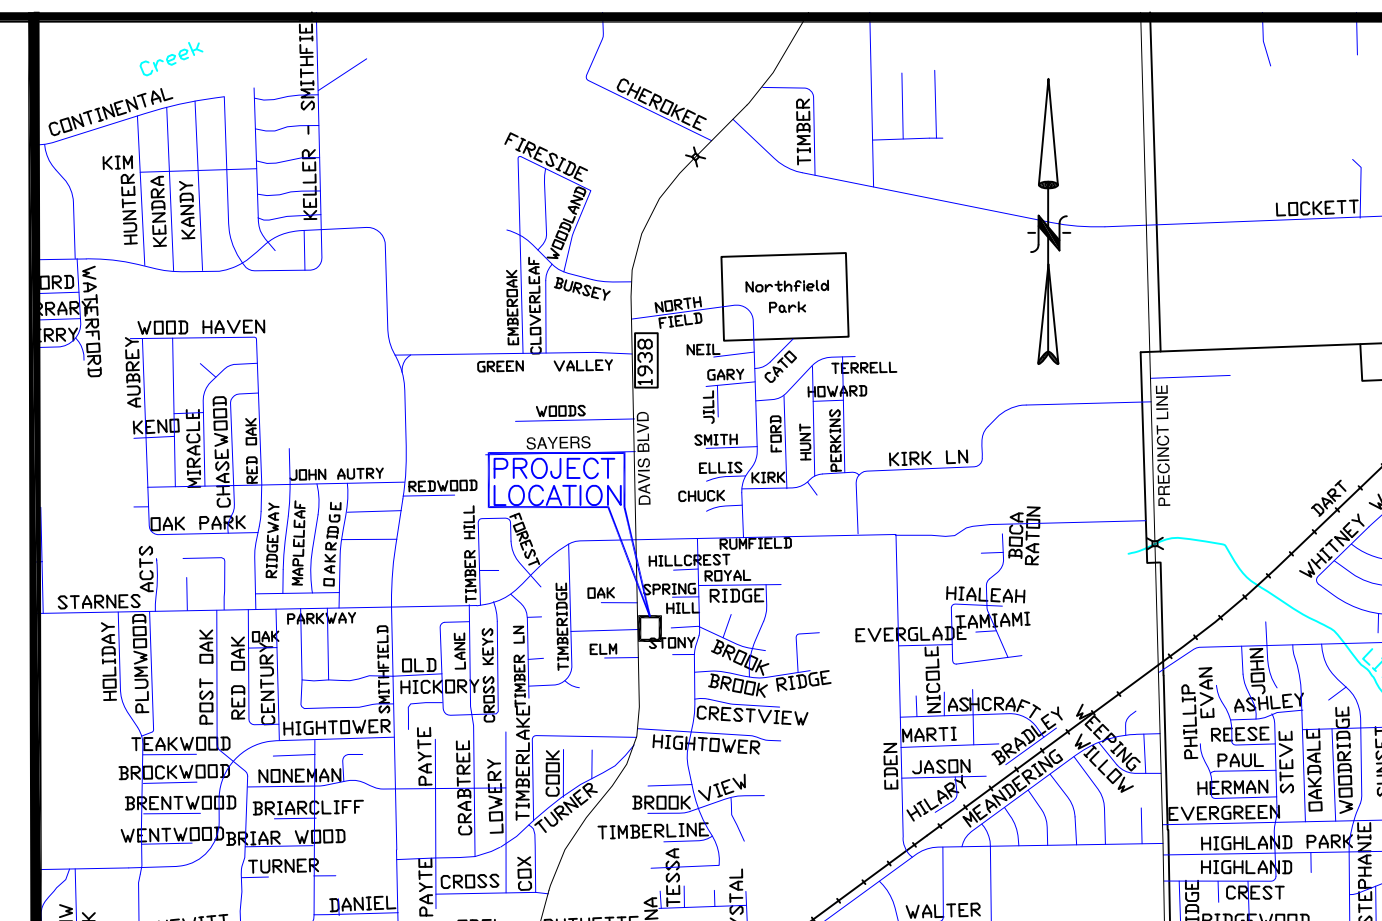 Creek
CONTINENTAL
KELLER - SMITHFIE
CHEROKEE
TIMBER
FIRESIDE
KIM
HUNTER
KENDRA
KANDY
WOODLAND
LOCKETT
EMBEROAK
CLOVERLEAF
BURSEY
WATERFORD
ORD
RRARY
ERRY
N
Northfield
Park
NORTH
FIELD
WOOD HAVEN
AUBREY
1938
NEIL
CATO
GREEN VALLEY
GARY
TERRELL
HOWARD
JILL
WOODS
DAVIS BLVD
KENO
MIRACLE
CHASEWOOD
RED OAK
SAYERS
SMITH
FORD
HUNT
PERKINS
PRECINCT LINE
PROJECT
LOCATION
ELLIS
KIRK
KIRK LN
CHUCK
JOHN AUTRY
REDWOOD
DART
WHITNEY W
OAK PARK
RIDGEWAY
MAPLELEAF
OAKRIDGE
TIMBER HILL
FOREST
RUMFIELD
BOCA
RATON
ACTS
HILLCREST
ROYAL
RIDGE
SPRING
HILL
OAK
STARNES
TIMBERIDGE
HIALEAH
TAMIAMI
EVERGLADE
PARKWAY
HOLIDAY
PLUMWOOD
POST OAK
RED OAK
OAK
CENTURY
SMITHFIELD
OLD
HICKORY
LANE
CROSS KEYS
TIMBER LN
ELM
STONY
BROOK
BROOK RIDGE
NICOLE
JOHN
EVAN
PHILLIP
ASHLEY
CRESTVIEW
ASHCRAFT
BRADLEY
WEEPING
WILLOW
HIGHTOWER
HIGHTOWER
MARTI
REESE
STEVE
OAKDALE
WOODRIDGE
SUNSET
TEAKWOOD
BROCKWOOD
NONEMAN
PAYTE
CRABTREE
LOWERY
TIMBERLAKE
COOK
TURNER
EDEN
JASON
HILARY
MEANDERING
PAUL
HERMAN
BROOK VIEW
BRENTWOOD
BRIARCLIFF
TIMBERLINE
EVERGREEN
WENTWOOD
BRIAR WOOD
HIGHLAND PARK
STEPHANIE
TURNER
PAYTE
CROSS
COX
TESSA
HIGHLAND
CREST
DANIEL
WALTER